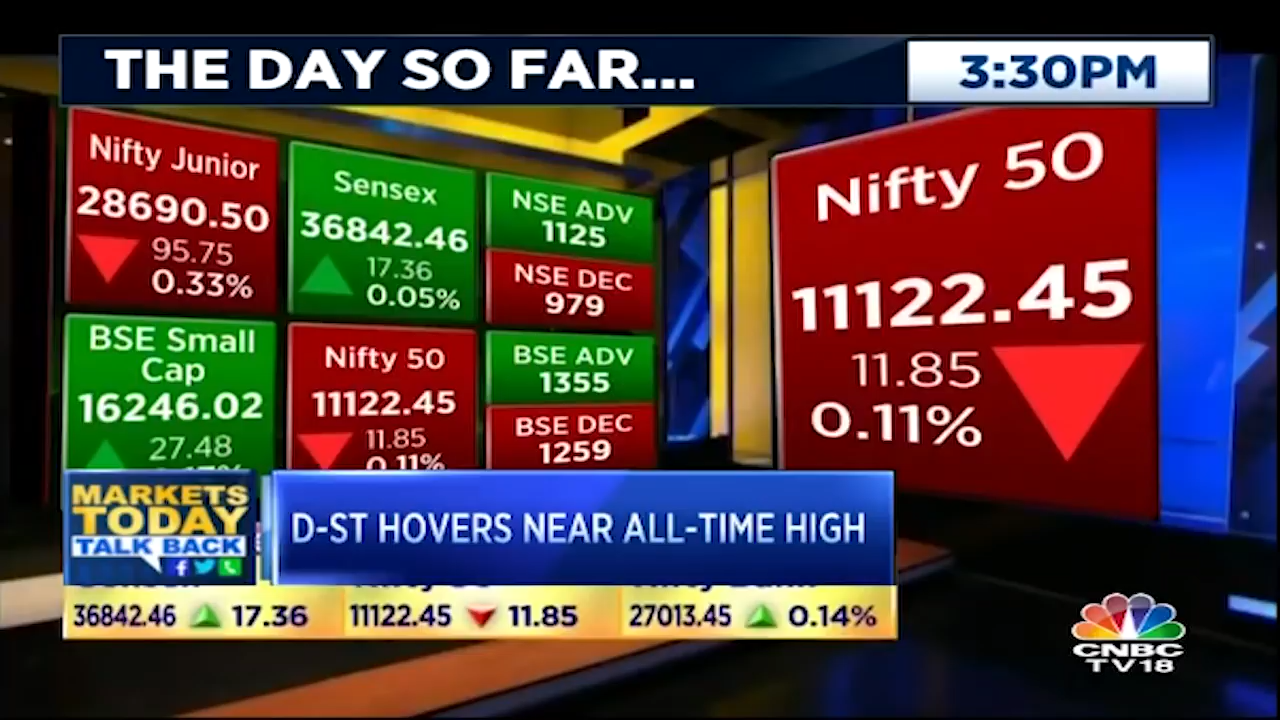 THE DAY SO FAR...
3:30PM
Nifty Junior
28690.50
95.75
0.33%
Sensex
36842.46
17.36
0.05%
NSE ADV
1125
NSE DEC
979
Nifty 50
11122.45
11.85
0.11%
BSE Small
Cap
16246.02
27.48
Nifty 50
11122.45
11.85
0.11%
BSE ADV
1355
BSE DEC
1259
MARKETS
TODAY
TALK BACK
D-ST HOVERS NEAR ALL-TIME HIGH
36842.46 17.36
11122.45 11.85
27013.45 0.14%
CNBC
TV18